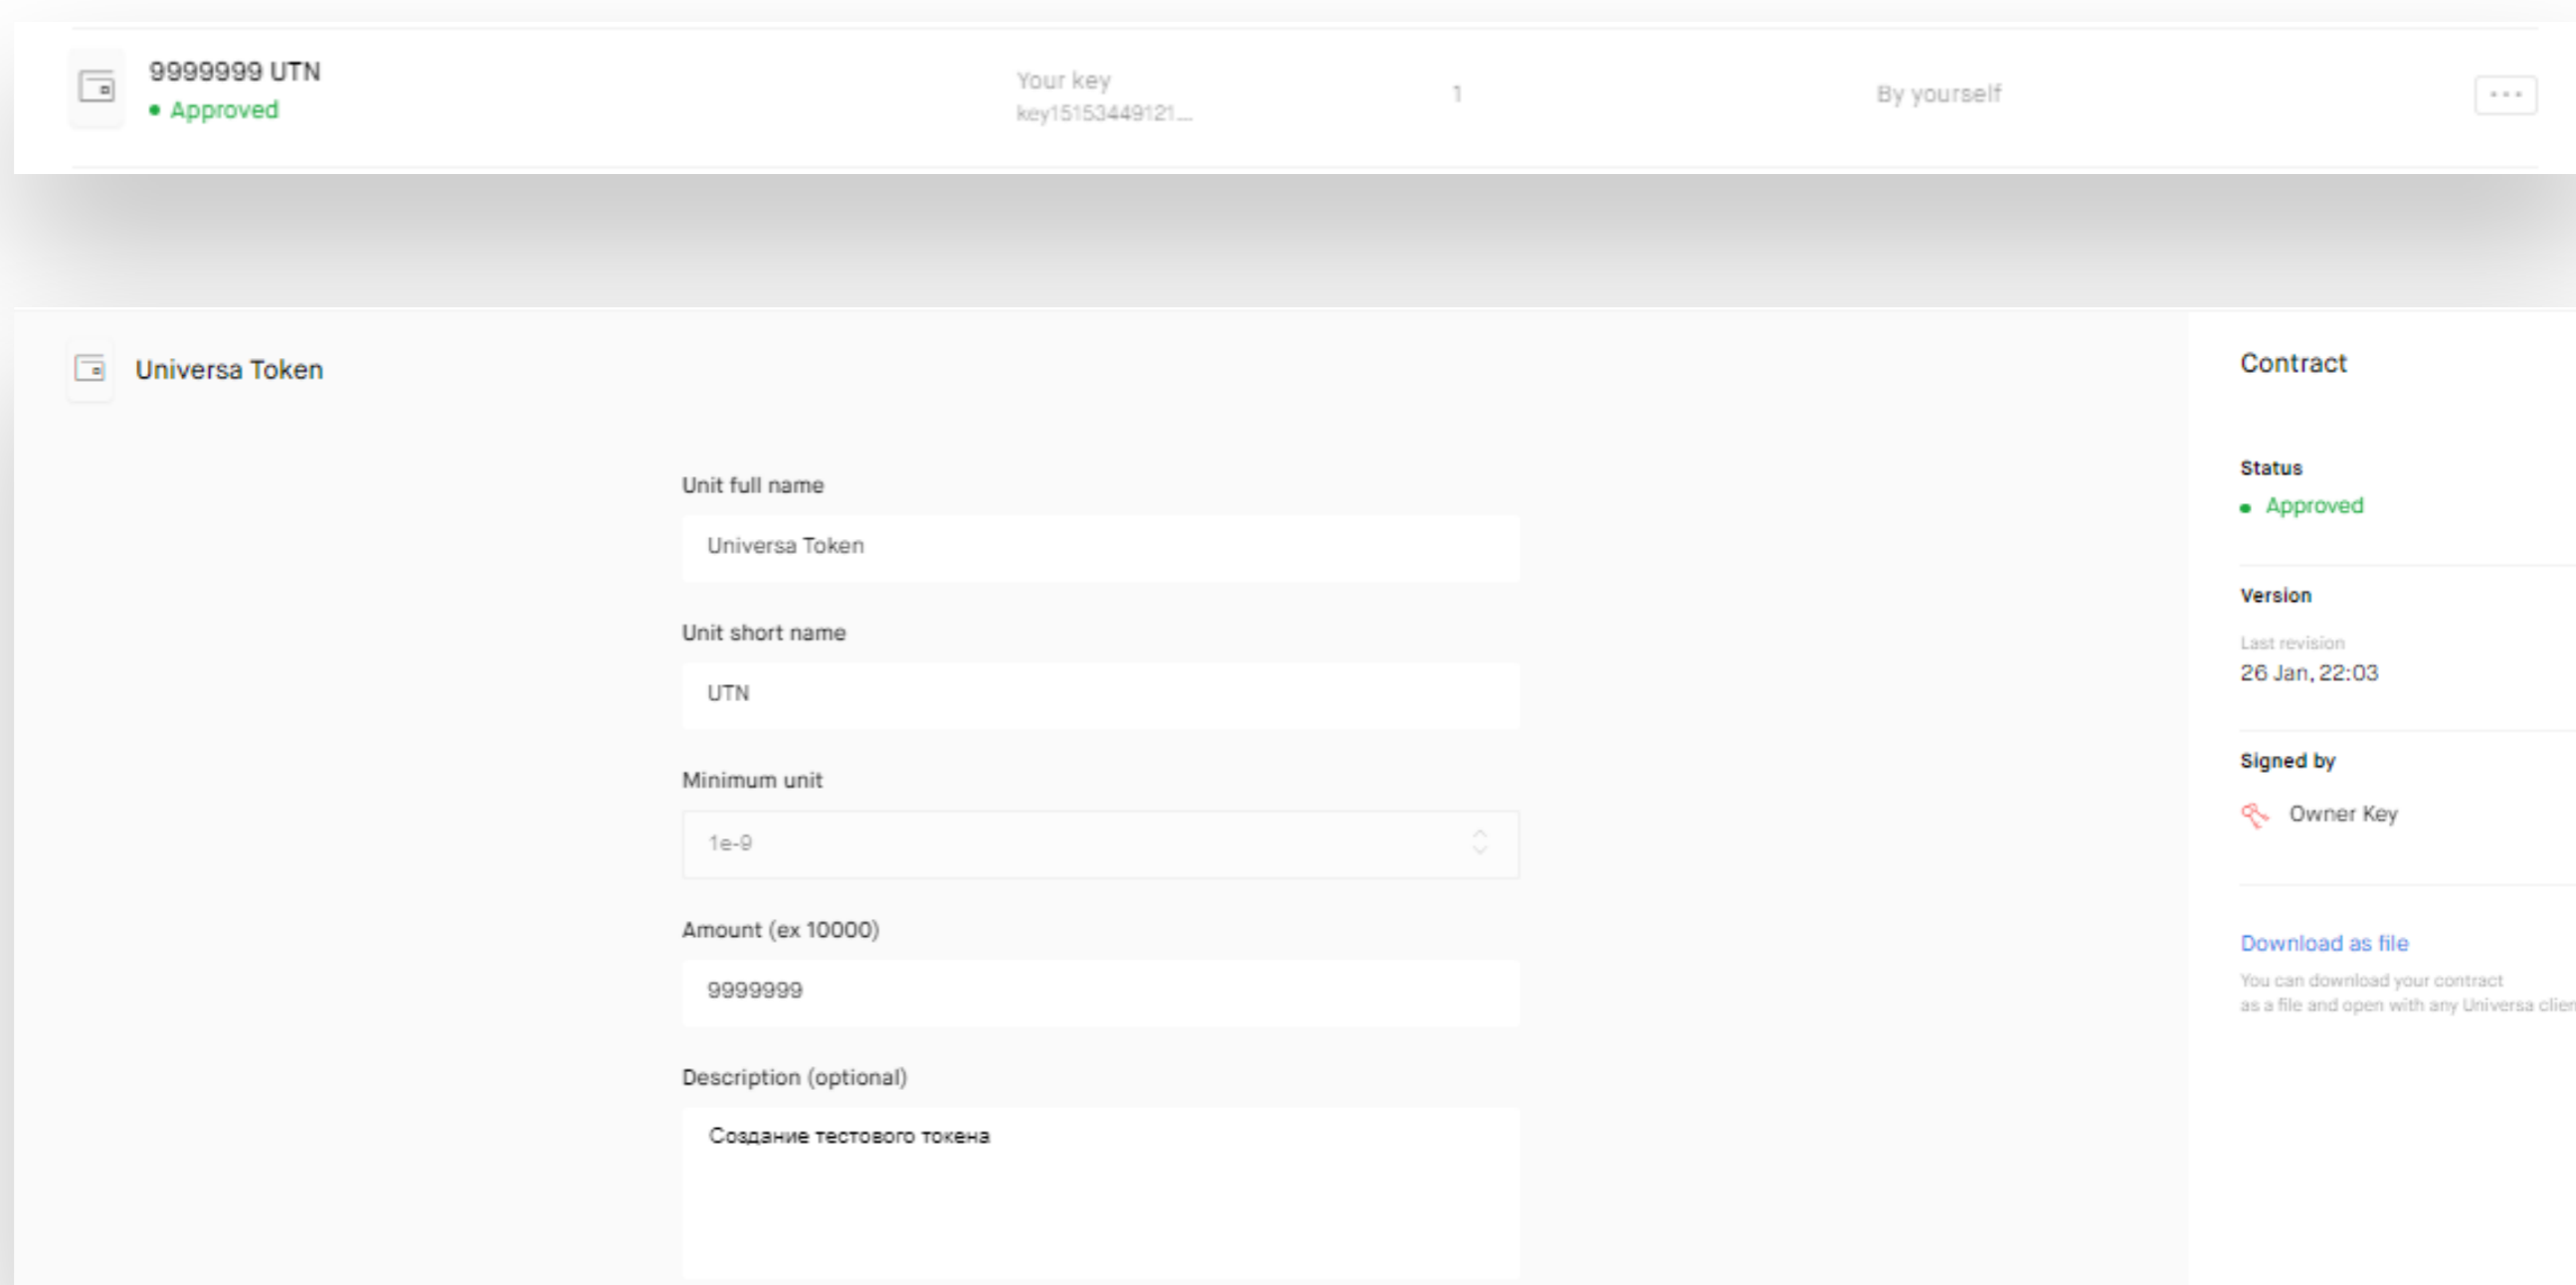 9999999 UTN
Approved
Your key
key15153449121...
1
By yourself
Universa Token
Unit full name
Universa Token
Unit short name
UTN
Minimum unit
1e-9
Amount (ex 10000)
9999999
Description (optional)
Создание тестового токена
Contract
Status
Approved
Version
Last revision
26 Jan, 22:03
Signed by
Owner Key
Download as file
You can download your contract
as a file and open with any Universa clien